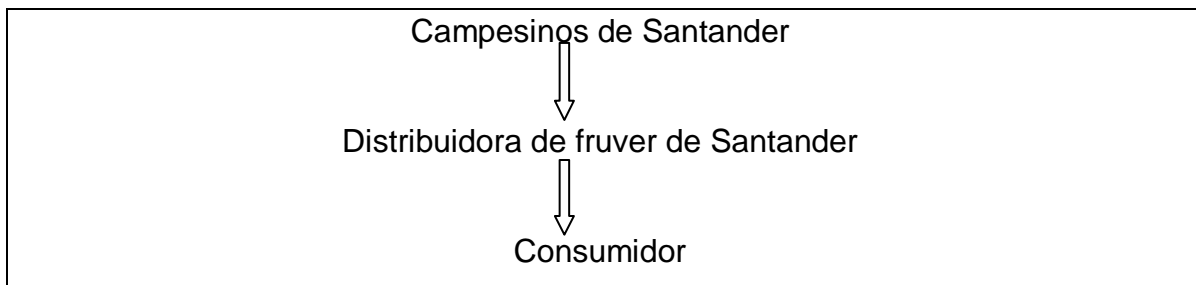 Campesinos de Santander
Distribuidora de fruver de Santander
Consumidor